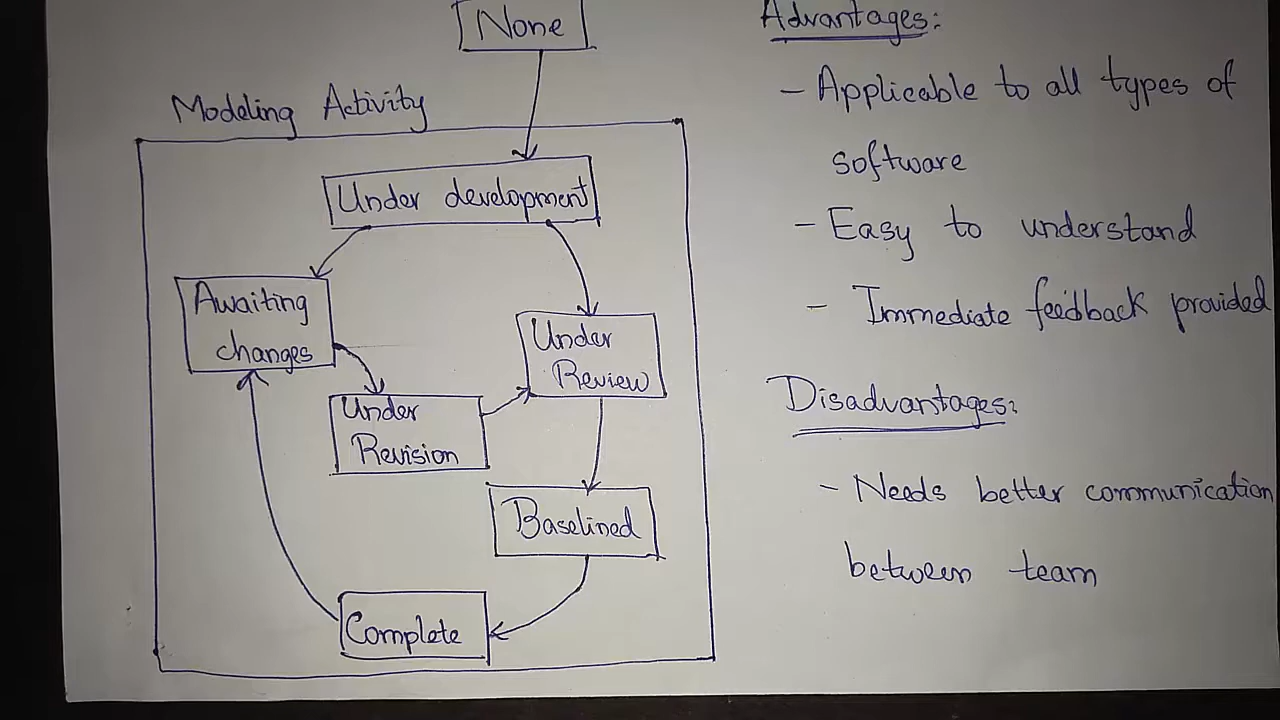 None
Modeling Activity
Under development
Awaiting
changes
Under
Review
Under
Revision
Baselined
Complete
Advantages:
- Applicable to all types of
software
- Easy to understand
- Immediate feedback provided
Disadvantages:
- Needs better communication
between team